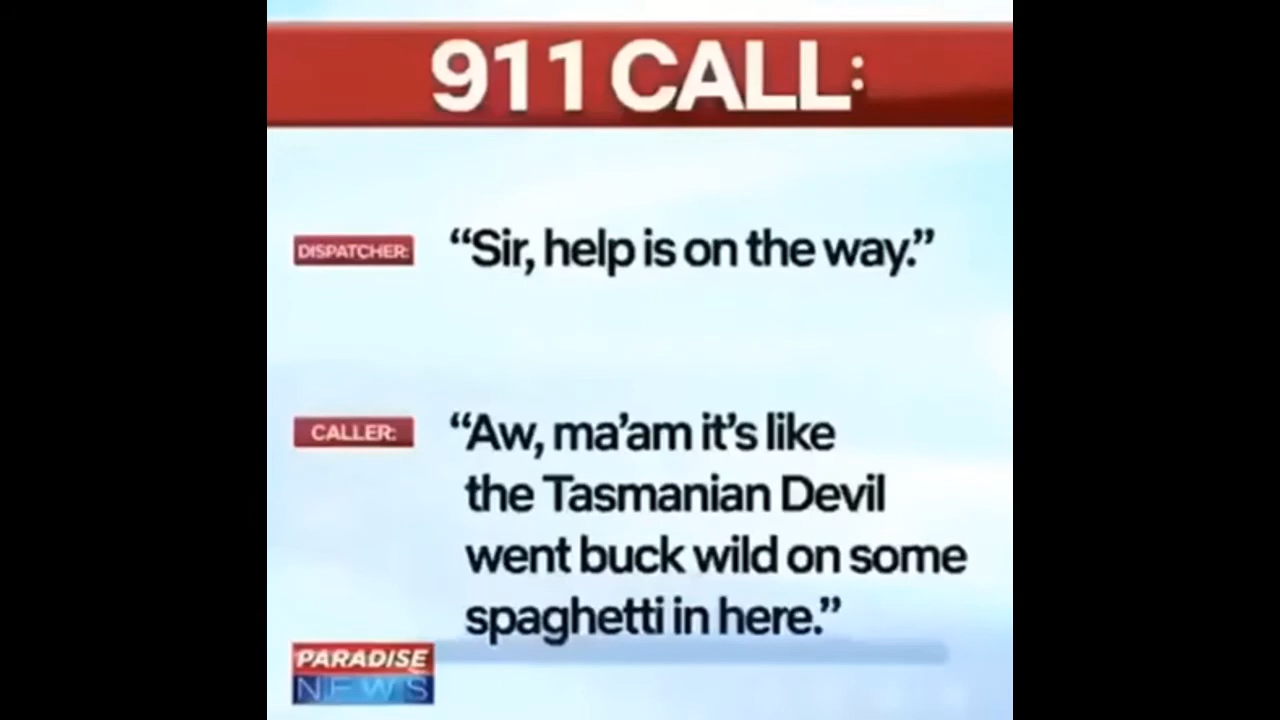 911 CALL:
DISPATCHER: “Sir, help is on the way.”
CALLER: “Aw, ma’am it’s like
the Tasmanian Devil
went buck wild on some
spaghetti in here.”
PARADISE
NEWS